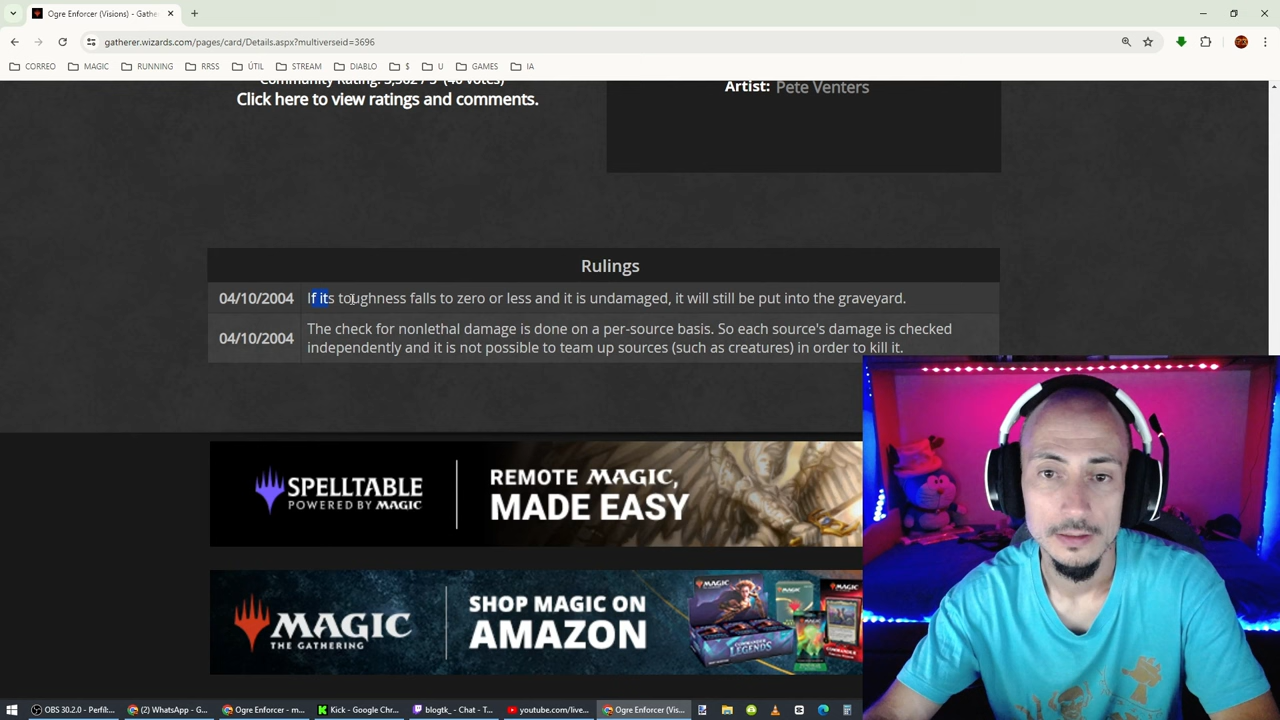 Ogre Enforcer (Visions) - Gathe
gatherer.wizards.com/pages/card/Details.aspx?multiverseid=3696
CORREO
MAGIC
RUNNING
RRSS
ÚTIL
STREAM
DIABLO
$
U
GAMES
IA
Click here to view ratings and comments.
Artist: Pete Venters
Rulings
04/10/2004 If its toughness falls to zero or less and it is undamaged, it will still be put into the graveyard.
04/10/2004 The check for nonlethal damage is done on a per-source basis. So each source's damage is checked
independently and it is not possible to team up sources (such as creatures) in order to kill it.
SPELLTABLE
POWERED BY MAGIC
REMOTE MAGIC,
MADE EASY
MAGIC
THE GATHERING
SHOP MAGIC ON
AMAZON
OBS 30.2.0 - Perfil:...
(2) WhatsApp - G...
Ogre Enforcer - m...
Kick - Google Chr...
blogtk_ - Chat - T...
youtube.com/live...
Ogre Enforcer (Vis...